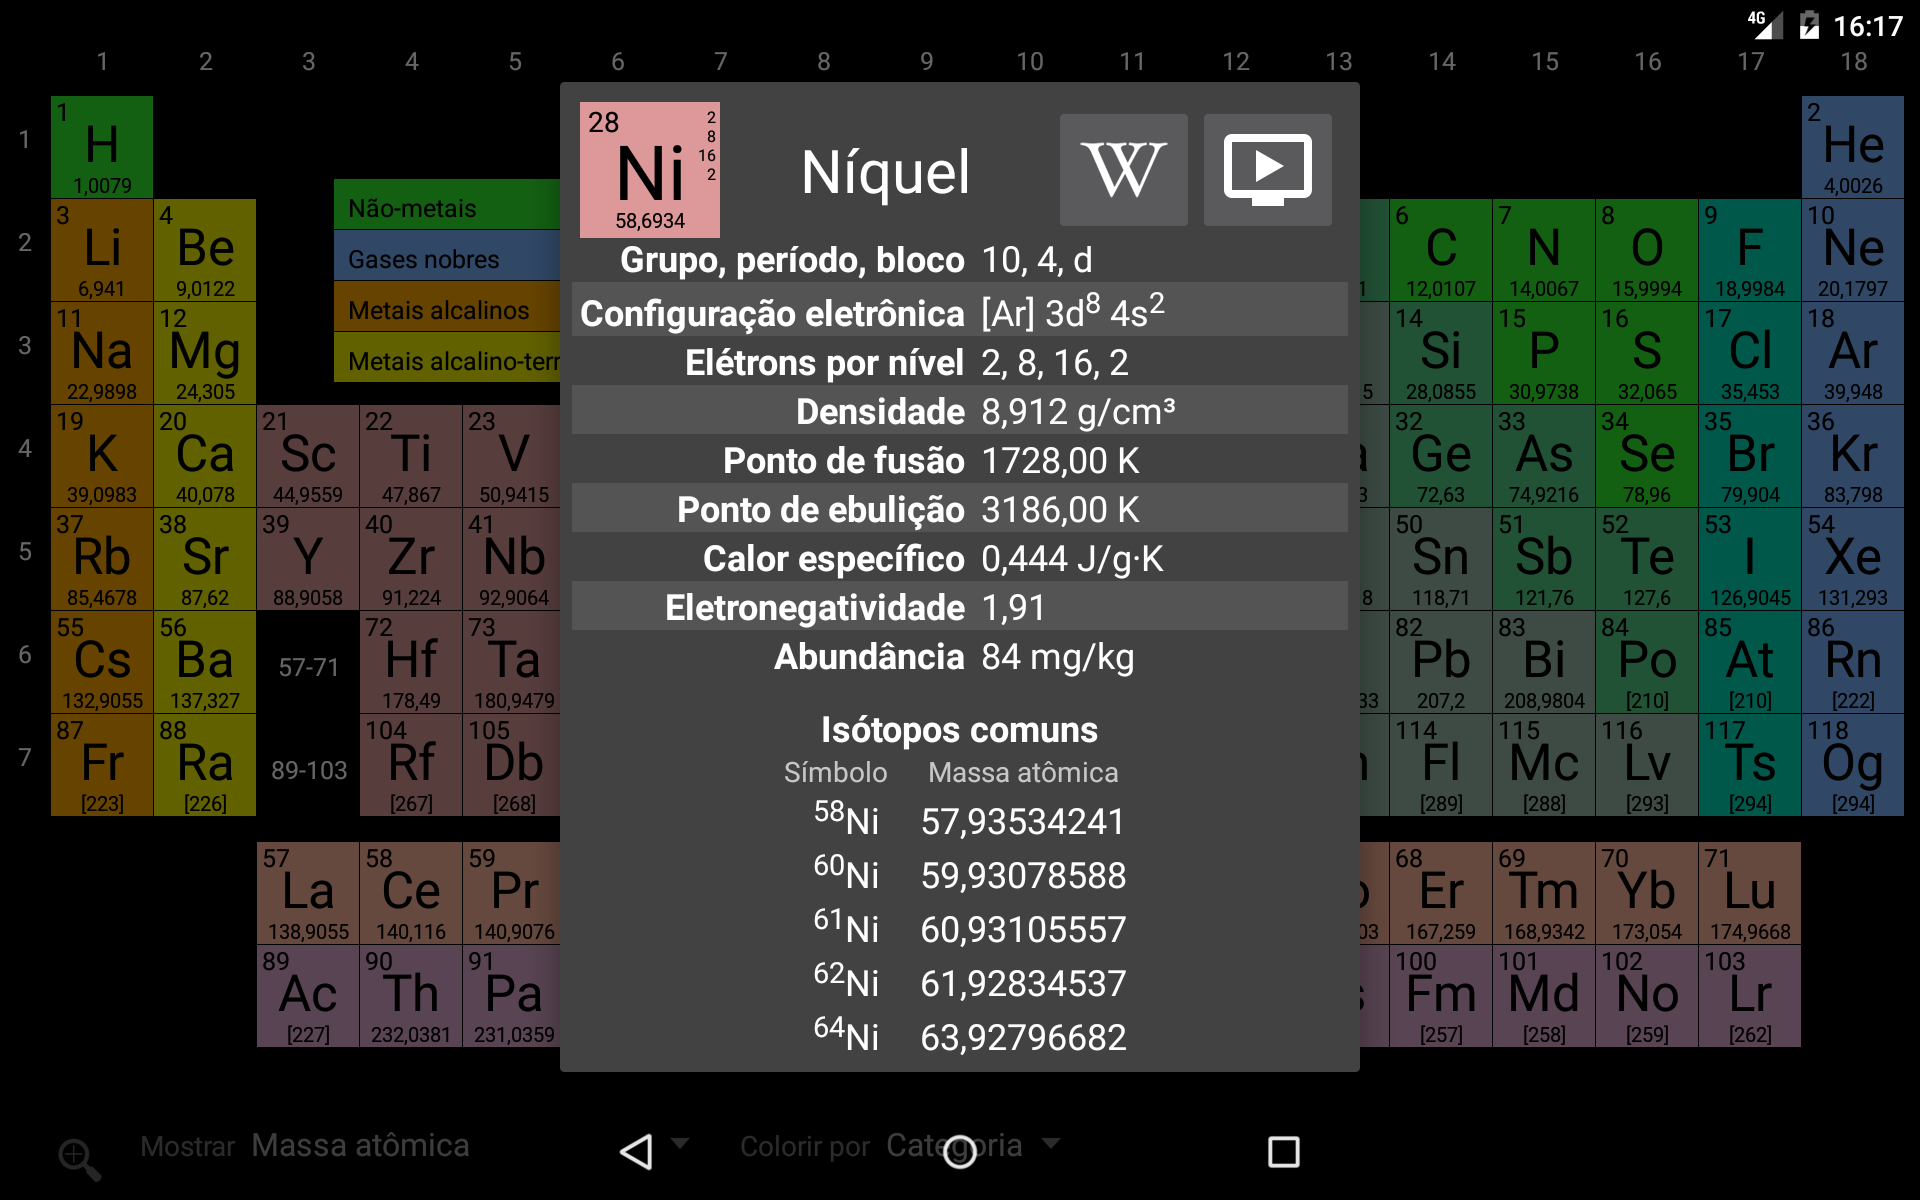 4G 16:17
1 2 3 4 5 6 7 8 9 10 11 12 13 14 15 16 17 18
1
1 H 1,0079
2 He 4,0026
2
3 Li 6,941
4 Be 9,0122
6 C 12,0107
7 N 14,0067
8 O 15,9994
9 F 18,9984
10 Ne 20,1797
3
11 Na 22,9898
12 Mg 24,305
14 Si 28,0855
15 P 30,9738
16 S 32,065
17 Cl 35,453
18 Ar 39,948
4
19 K 39,0983
20 Ca 40,078
21 Sc 44,9559
22 Ti 47,867
23 V 50,9415
32 Ge 72,63
33 As 74,9216
34 Se 78,96
35 Br 79,904
36 Kr 83,798
5
37 Rb 85,4678
38 Sr 87,62
39 Y 88,9058
40 Zr 91,224
41 Nb 92,9064
50 Sn 118,71
51 Sb 121,76
52 Te 127,6
53 I 126,9045
54 Xe 131,293
6
55 Cs 132,9055
56 Ba 137,327
57-71
72 Hf 178,49
73 Ta 180,9479
82 Pb 207,2
83 Bi 208,9804
84 Po [210]
85 At [210]
86 Rn [222]
7
87 Fr [223]
88 Ra [226]
89-103
104 Rf [267]
105 Db [268]
114 Fl [289]
115 Mc [288]
116 Lv [293]
117 Ts [294]
118 Og [294]
57 La 138,9055
58 Ce 140,116
59 Pr 140,9076
68 Er 167,259
69 Tm 168,9342
70 Yb 173,054
71 Lu 174,9668
89 Ac [227]
90 Th 232,0381
91 Pa 231,0359
100 Fm [257]
101 Md [258]
102 No [259]
103 Lr [262]
Não-metais
Gases nobres
Metais alcalinos
Metais alcalino-terr
28
Ni
58,6934
2
8
16
2
Níquel
W
Grupo, período, bloco 10, 4, d
Configuração eletrônica [Ar] 3d⁸ 4s²
Elétrons por nível 2, 8, 16, 2
Densidade 8,912 g/cm³
Ponto de fusão 1728,00 K
Ponto de ebulição 3186,00 K
Calor específico 0,444 J/g·K
Eletronegatividade 1,91
Abundância 84 mg/kg
Isótopos comuns
Símbolo Massa atômica
⁵⁸Ni 57,93534241
⁶⁰Ni 59,93078588
⁶¹Ni 60,93105557
⁶²Ni 61,92834537
⁶⁴Ni 63,92796682
Mostrar Massa atômica
Colorir por Categoria